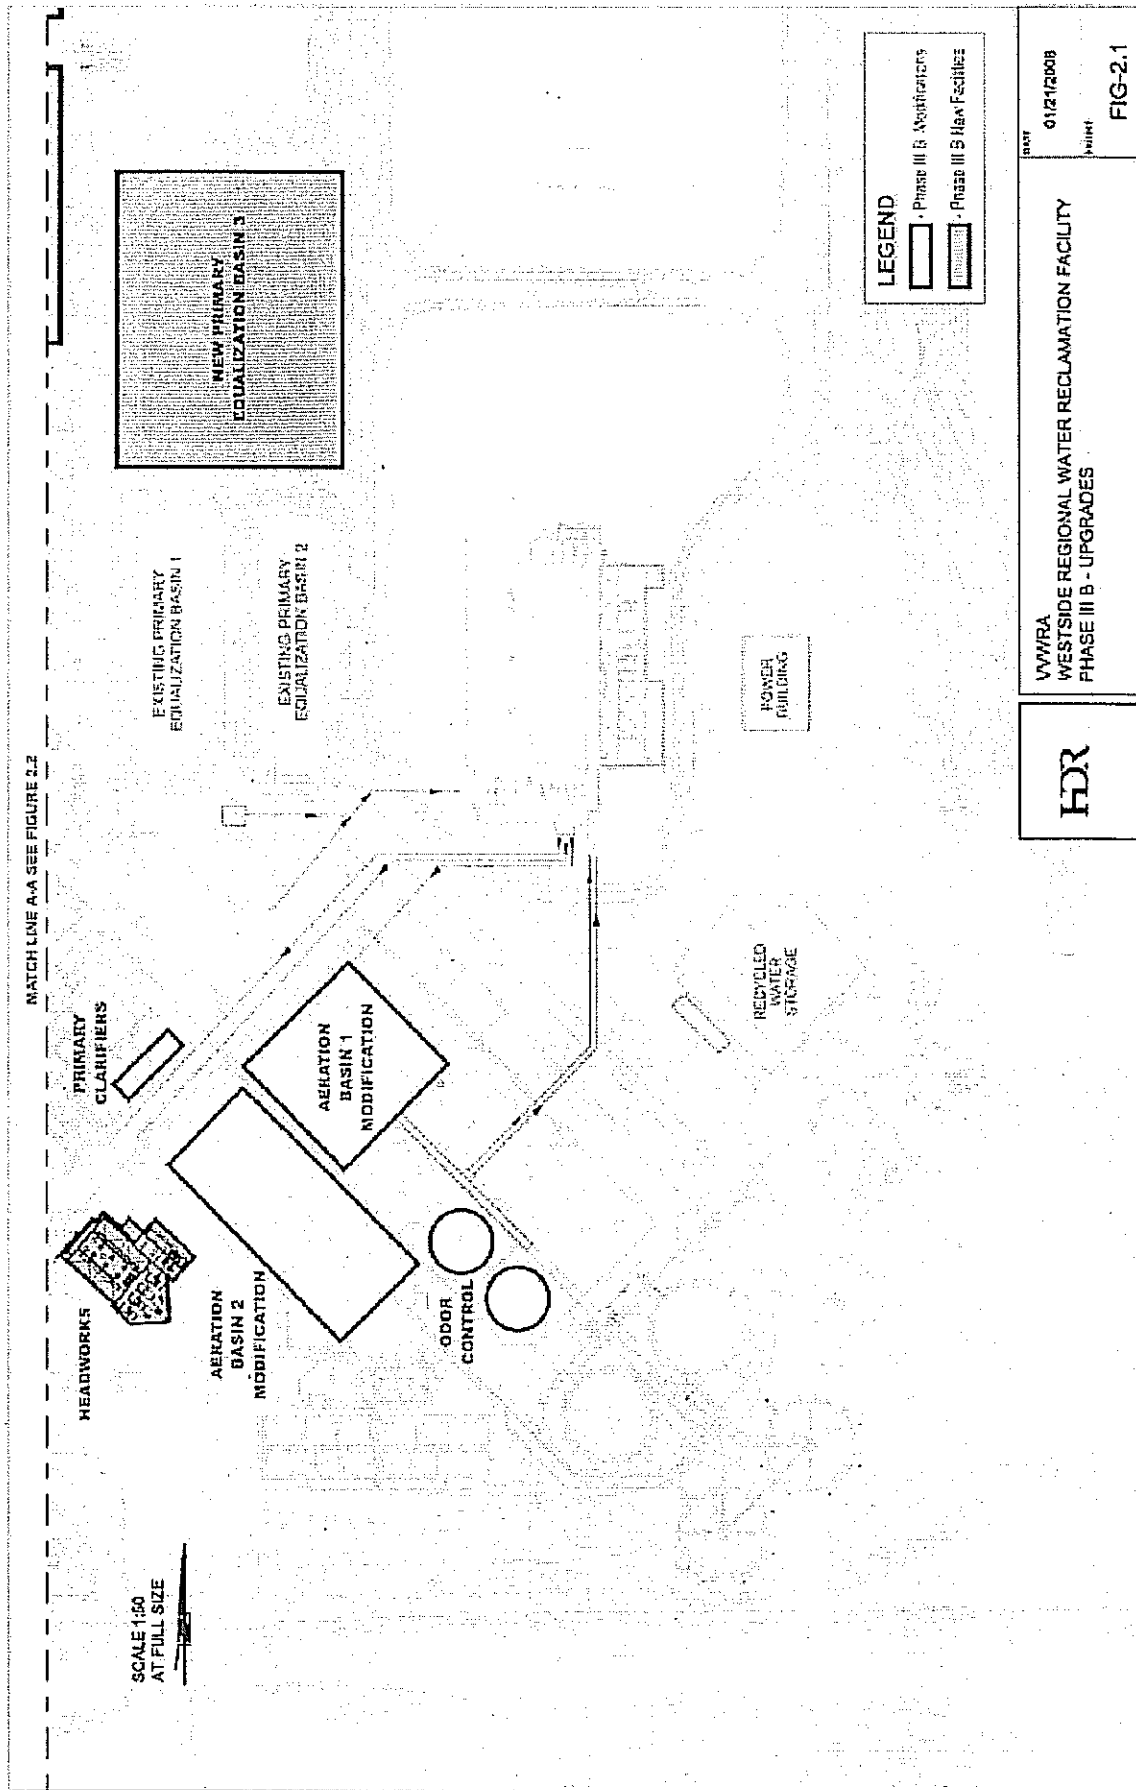 MATCH LINE A-A SEE FIGURE 2.2
SCALE 1:50
AT FULL SIZE
HEADWORKS
PRIMARY
CLARIFIERS
AERATION
BASIN 2
MODIFICATION
AERATION
BASIN 1
MODIFICATION
ODOR
CONTROL
EXISTING PRIMARY
EQUALIZATION BASIN 1
EXISTING PRIMARY
EQUALIZATION BASIN 2
NEW PRIMARY
EQUALIZATION BASIN 3
RECYCLED
WATER
STORAGE
POWER
BUILDING
LEGEND
- Phase III B Modifications
- Phase III B New Facilities
HDR
VVWRA
WESTSIDE REGIONAL WATER RECLAMATION FACILITY
PHASE III B - UPGRADES
DATE
01/21/2008
FIG-2.1